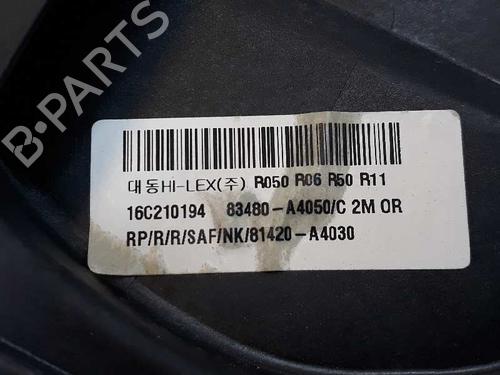 B-PARTS
대동Hi-LEX(주) R050 R06 R50 R11
16C210194 83480-A4050/C 2M OR
RP/R/R/SAF/NK/81420-A4030